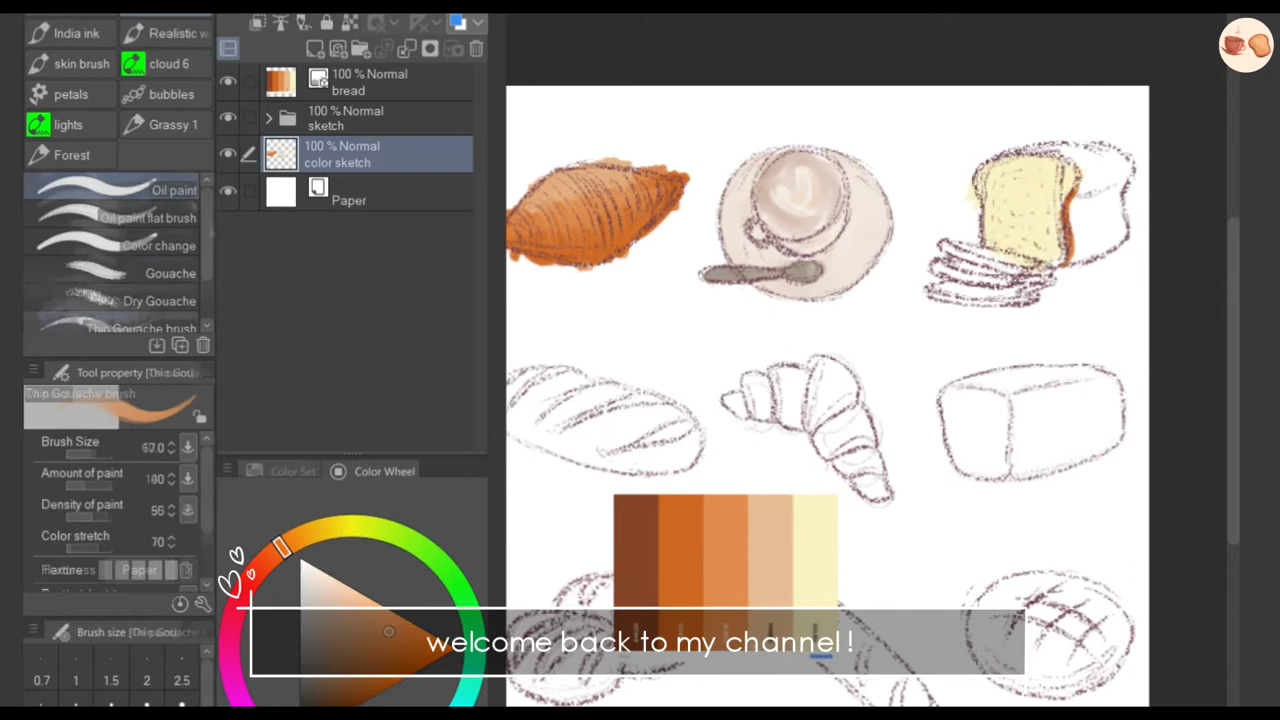 India ink
Realistic w
skin brush
cloud 6
petals
bubbles
lights
Grassy 1
Forest
Oil paint
Oil paint flat brush
Color change
Gouache
Dry Gouache
Thin Gouache brush
Tool property
Gouache brush
Brush Size
Amount of paint
100
Density of paint
Color stretch
70
Paper
Brush size
0.7 1 1.5 2 2.5
100 % Normal
bread
100 % Normal
sketch
100 % Normal
color sketch
Paper
Color Set
Color Wheel
welcome back to my channel!